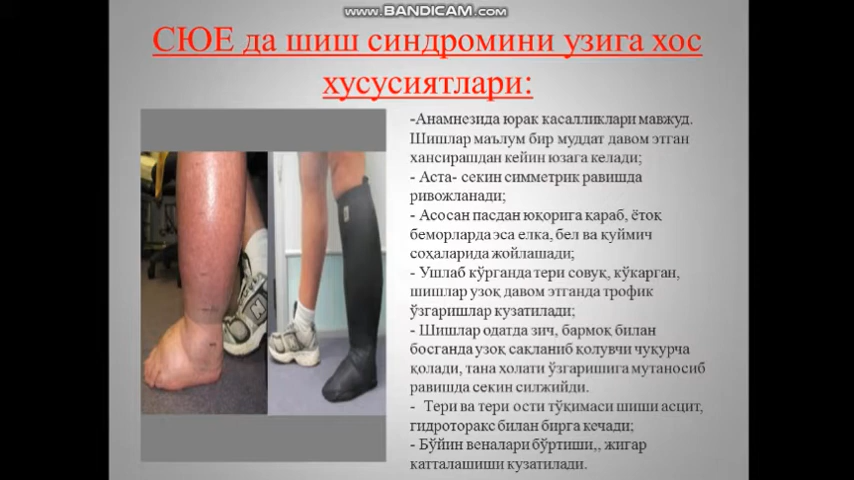 www.BANDICAM.com
СЮЕ да шиш синдромини узига хос
хусусиятлари:
-Анамнезида юрак касалликлари мавжуд.
Шишлар маълум бир муддат давом этган
хансирашдан кейин юзага келади;
- Аста- секин симметрик равишда
ривожланади;
- Асосан пасдан юқорига қараб, ётоқ
беморларда эса елка, бел ва қуймич
соҳаларида жойлашади;
- Ушлаб кўрганда тери совуқ, кўкарган,
шишлар узоқ давом этганда трофик
ўзгаришлар кузатилади;
- Шишлар одатда зич, бармоқ билан
босганда узоқ сақланиб қолувчи чуқурча
қолади, тана холати ўзгаришига мутаносиб
равишда секин силжийди.
- Тери ва тери ости тўқимаси шиши асцит,
гидроторакс билан бирга кечади;
- Бўйин веналари бўртиши,, жигар
катталашиши кузатилади.